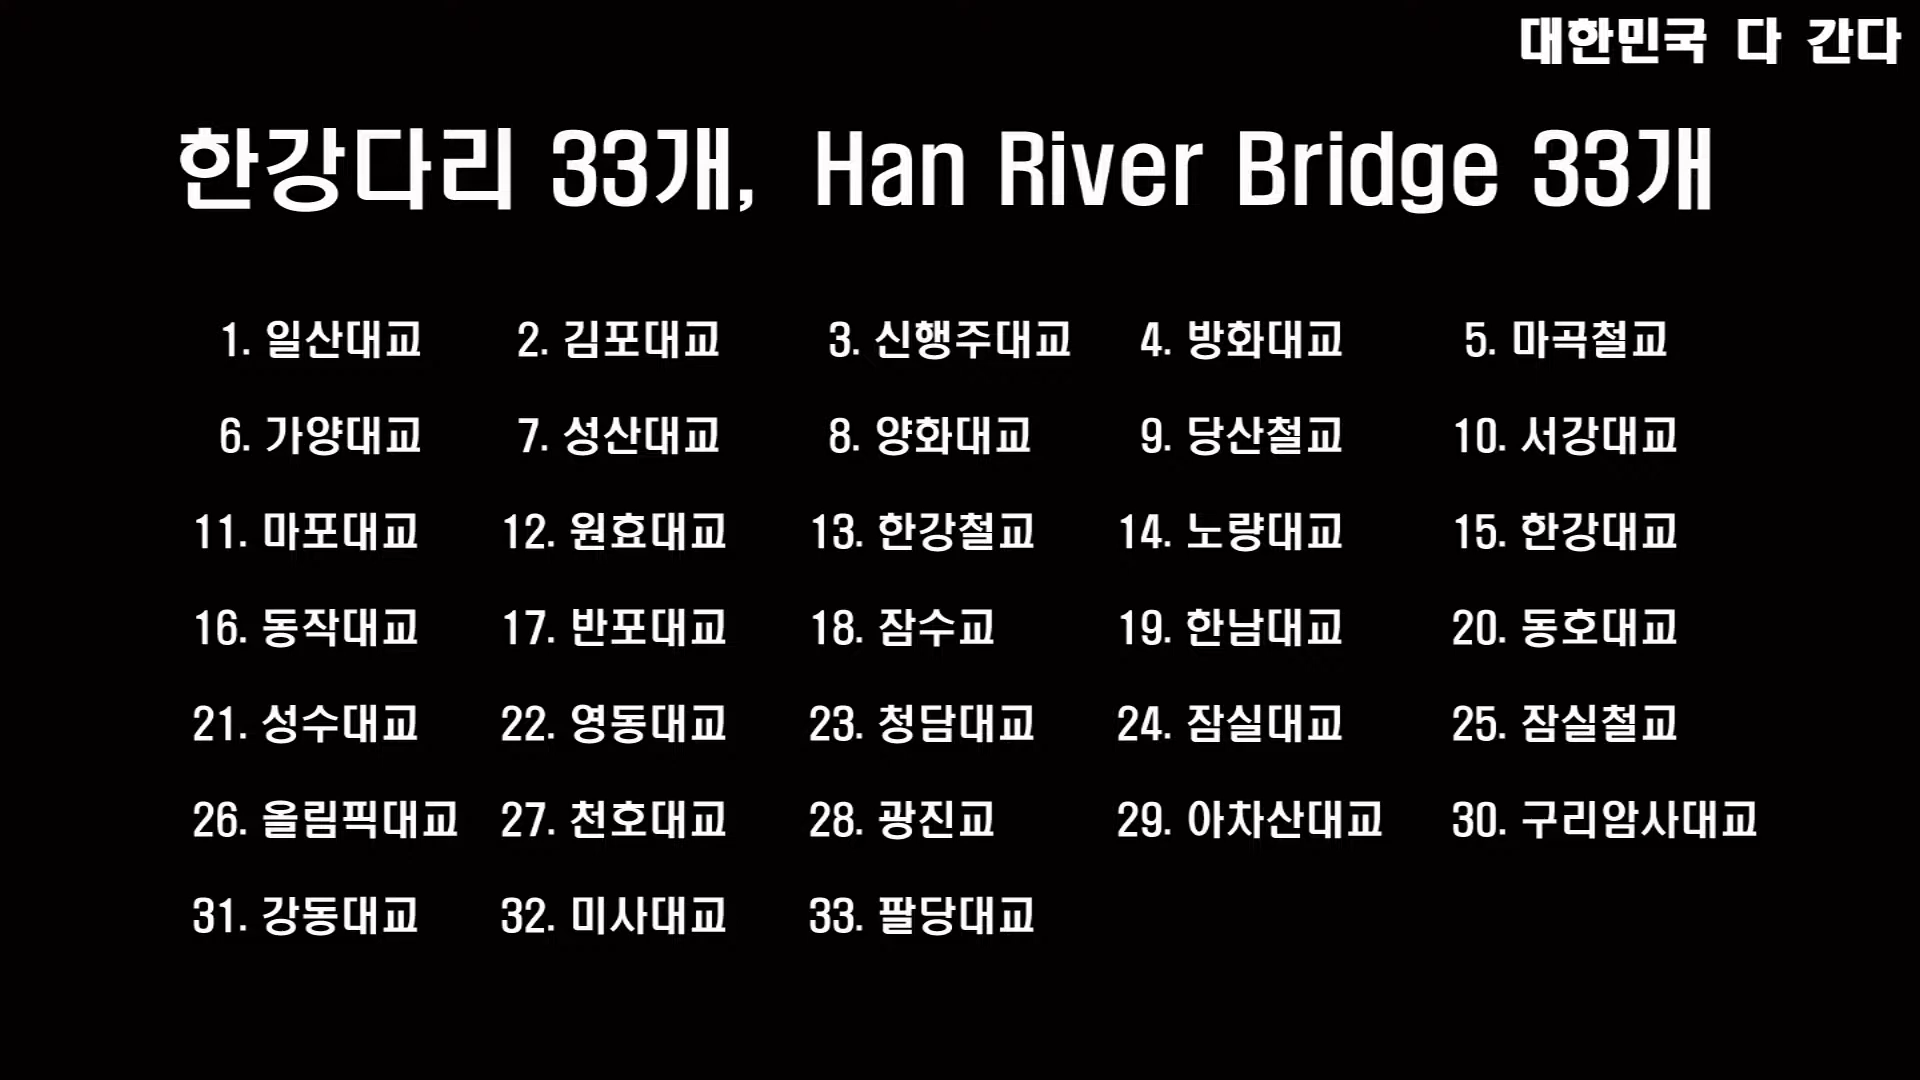 대한민국 다 간다
한강다리 33개, Han River Bridge 33개
1. 일산대교 2. 김포대교 3. 신행주대교 4. 방화대교 5. 마곡철교
6. 가양대교 7. 성산대교 8. 양화대교 9. 당산철교 10. 서강대교
11. 마포대교 12. 원효대교 13. 한강철교 14. 노량대교 15. 한강대교
16. 동작대교 17. 반포대교 18. 잠수교 19. 한남대교 20. 동호대교
21. 성수대교 22. 영동대교 23. 청담대교 24. 잠실대교 25. 잠실철교
26. 올림픽대교 27. 천호대교 28. 광진교 29. 아차산대교 30. 구리암사대교
31. 강동대교 32. 미사대교 33. 팔당대교